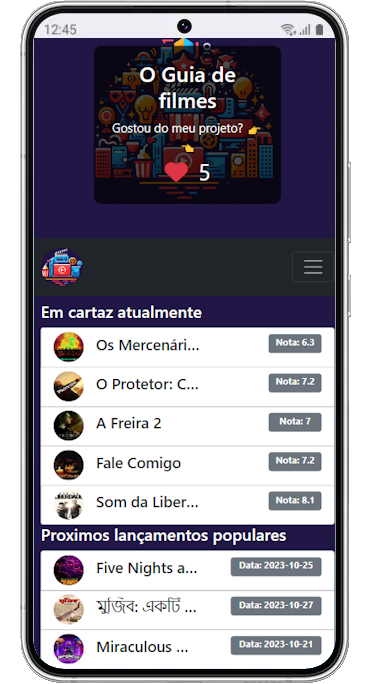 12:45
O Guia de
filmes
Gostou do meu projeto? 👉
👈
5
Em cartaz atualmente
Os Mercenári... Nota: 6.3
O Protetor: C... Nota: 7.2
A Freira 2 Nota: 7
Fale Comigo Nota: 7.2
Som da Liber... Nota: 8.1
Proximos lançamentos populares
Five Nights a... Data: 2023-10-25
মুজিব: একটি ... Data: 2023-10-27
Miraculous ... Data: 2023-10-21